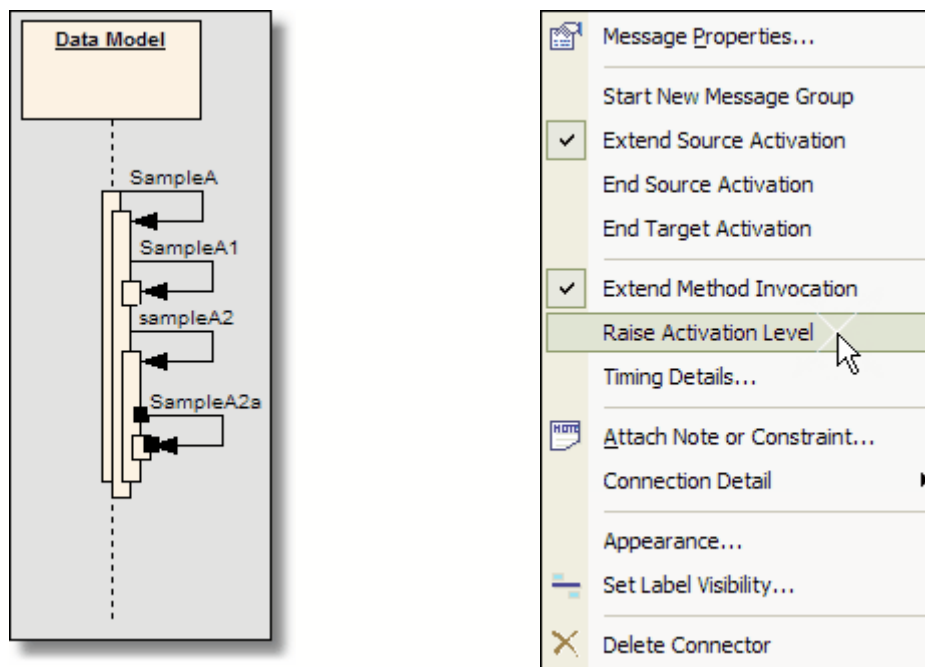 Data Model
SampleA
SampleA1
sampleA2
SampleA2a
Message Properties...
Start New Message Group
Extend Source Activation
End Source Activation
End Target Activation
Extend Method Invocation
Raise Activation Level
Timing Details...
NOTE
Attach Note or Constraint...
Connection Detail
Appearance...
Set Label Visibility...
Delete Connector